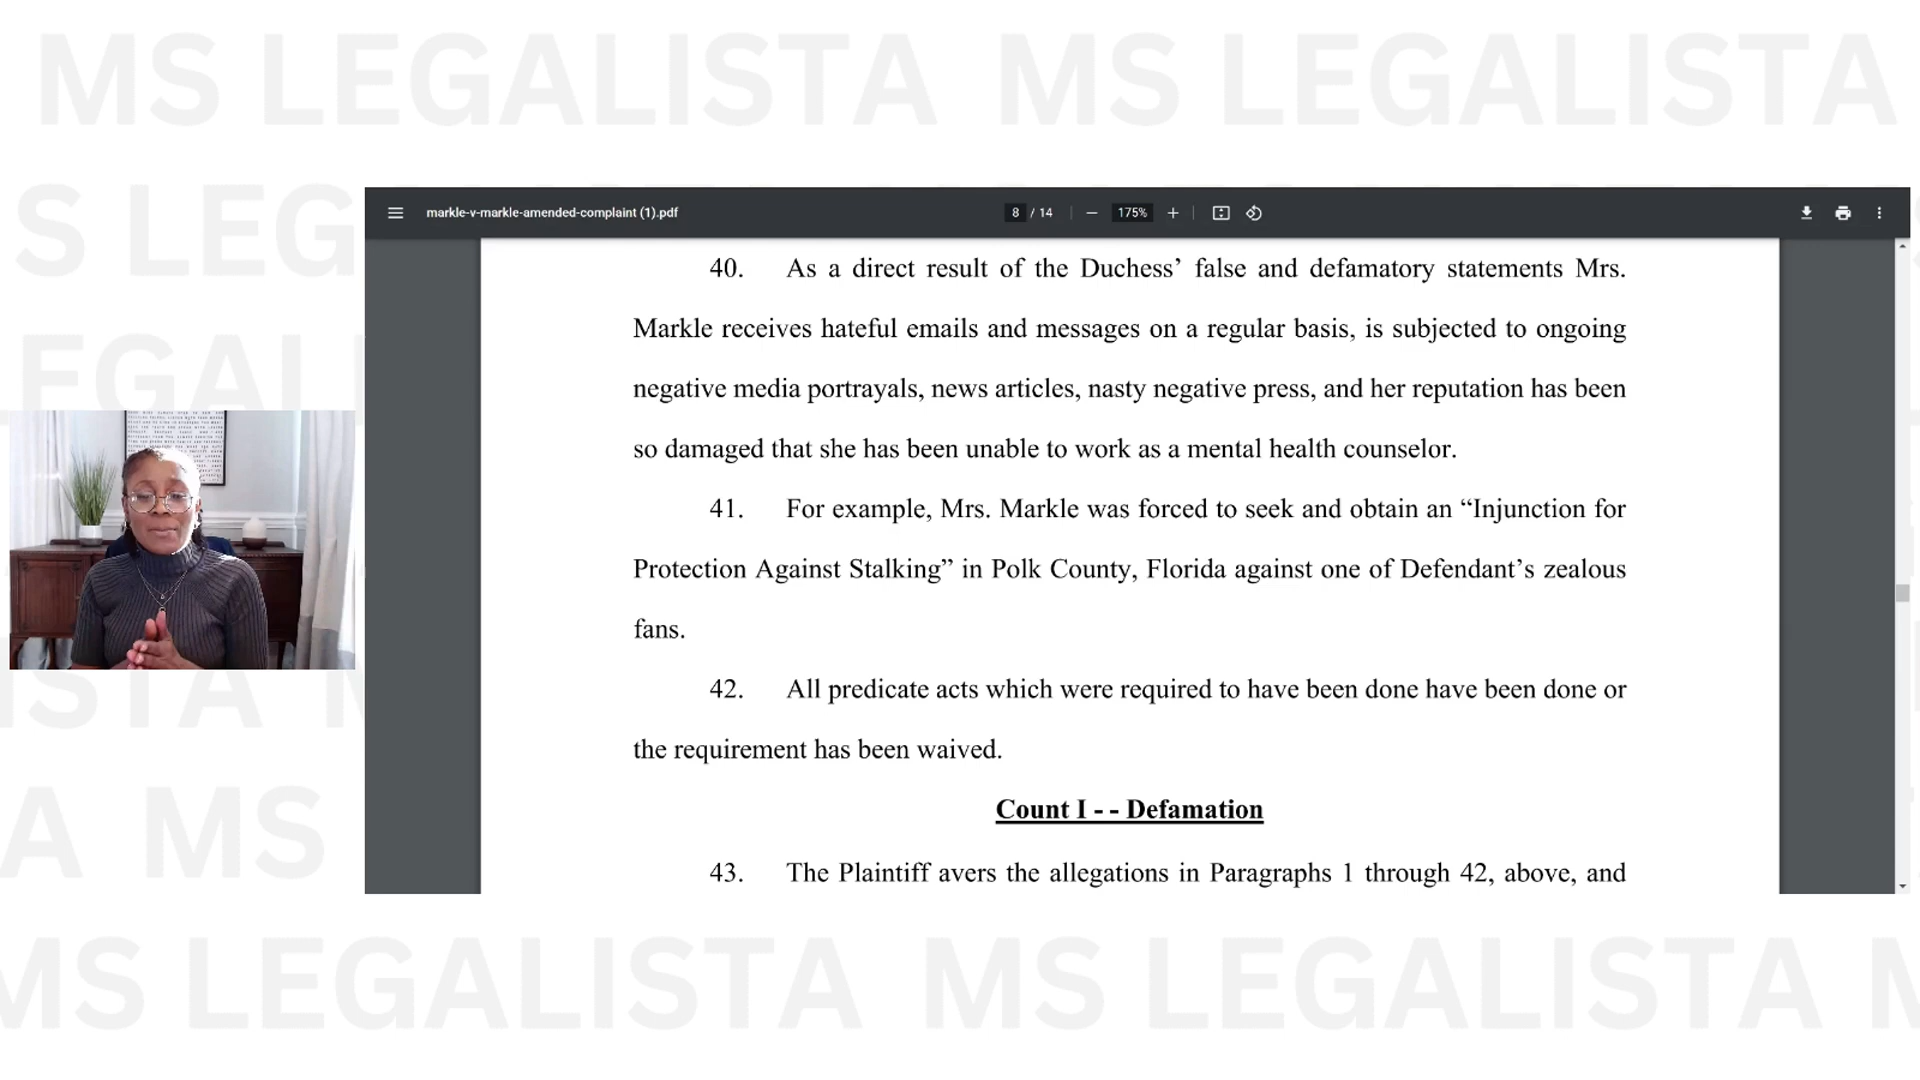 MS LEGALISTA MS LEGALISTA
S LEG
markle-v-markle-amended-complaint (1).pdf
8 / 14
175%
40. As a direct result of the Duchess’ false and defamatory statements Mrs.
Markle receives hateful emails and messages on a regular basis, is subjected to ongoing
negative media portrayals, news articles, nasty negative press, and her reputation has been
so damaged that she has been unable to work as a mental health counselor.
41. For example, Mrs. Markle was forced to seek and obtain an “Injunction for
Protection Against Stalking” in Polk County, Florida against one of Defendant’s zealous
fans.
42. All predicate acts which were required to have been done have been done or
the requirement has been waived.
Count I - - Defamation
43. The Plaintiff avers the allegations in Paragraphs 1 through 42, above, and
A MS
MS LEGALISTA MS LEGALISTA